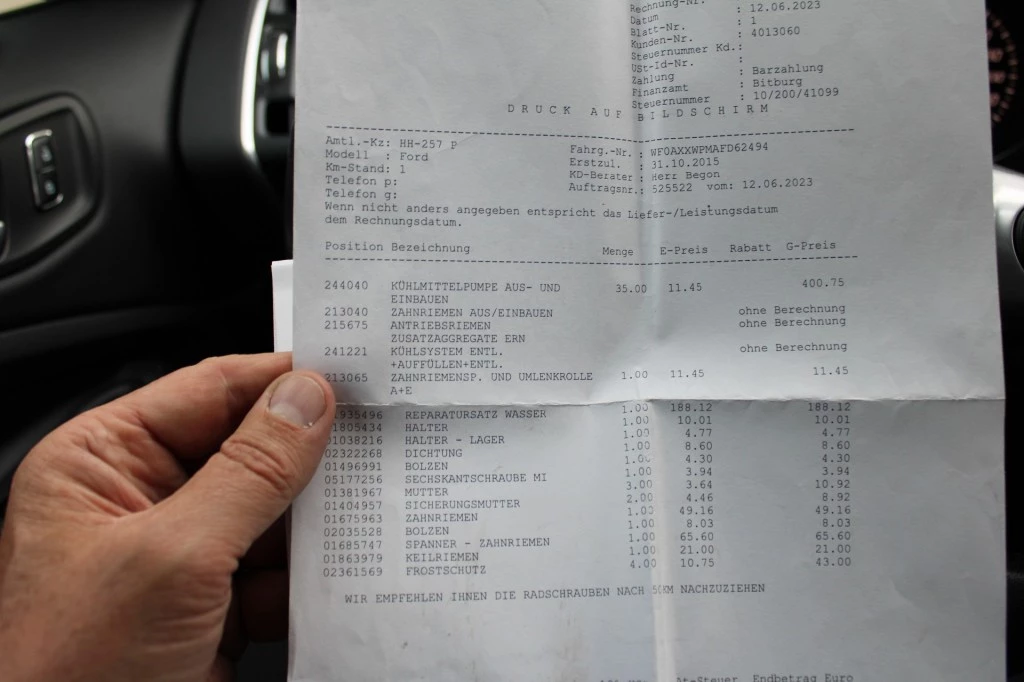 Rechnung-Nr.
Datum : 12.06.2023
Blatt-Nr. : 1
Kunden-Nr. : 4013060
Steuernummer Kd.:
USt-Id-Nr. :
Zahlung : Barzahlung
Finanzamt : Bitburg
Steuernummer : 10/200/41099
DRUCK AUF BILDSCHIRM
Amtl.-Kz: HH-257 P Fahrg.-Nr. : WF0AXXWPMAFD62494
Modell : Ford Erstzul. : 31.10.2015
Km-Stand: 1 KD-Berater : Herr Begon
Telefon p: Auftragsnr.: 525522 vom: 12.06.2023
Telefon g:
Wenn nicht anders angegeben entspricht das Liefer-/Leistungsdatum
dem Rechnungsdatum.
Position Bezeichnung Menge E-Preis Rabatt G-Preis
244040 KÜHLMITTELPUMPE AUS- UND 35.00 11.45 400.75
EINBAUEN
213040 ZAHNRIEMEN AUS/EINBAUEN ohne Berechnung
215675 ANTRIEBSRIEMEN ohne Berechnung
ZUSATZAGGREGATE ERN
241221 KÜHLSYSTEM ENTL. ohne Berechnung
+AUFFÜLLEN+ENTL.
213065 ZAHNRIEMENSP. UND UMLENKROLLE 1.00 11.45 11.45
A+E
1935496 REPARATURSATZ WASSER 1.00 188.12 188.12
01805434 HALTER 1.00 10.01 10.01
01038216 HALTER - LAGER 1.00 4.77 4.77
02322268 DICHTUNG 1.00 8.60 8.60
01496991 BOLZEN 1.00 4.30 4.30
05177256 SECHSKANTSCHRAUBE MI 1.00 3.94 3.94
01381967 MUTTER 3.00 3.64 10.92
01404957 SICHERUNGSMUTTER 2.00 4.46 8.92
01675963 ZAHNRIEMEN 1.00 49.16 49.16
02035528 BOLZEN 1.00 8.03 8.03
01685747 SPANNER - ZAHNRIEMEN 1.00 65.60 65.60
01863979 KEILRIEMEN 1.00 21.00 21.00
02361569 FROSTSCHUTZ 4.00 10.75 43.00
WIR EMPFEHLEN IHNEN DIE RADSCHRAUBEN NACH 50KM NACHZUZIEHEN
Endbetrag Euro